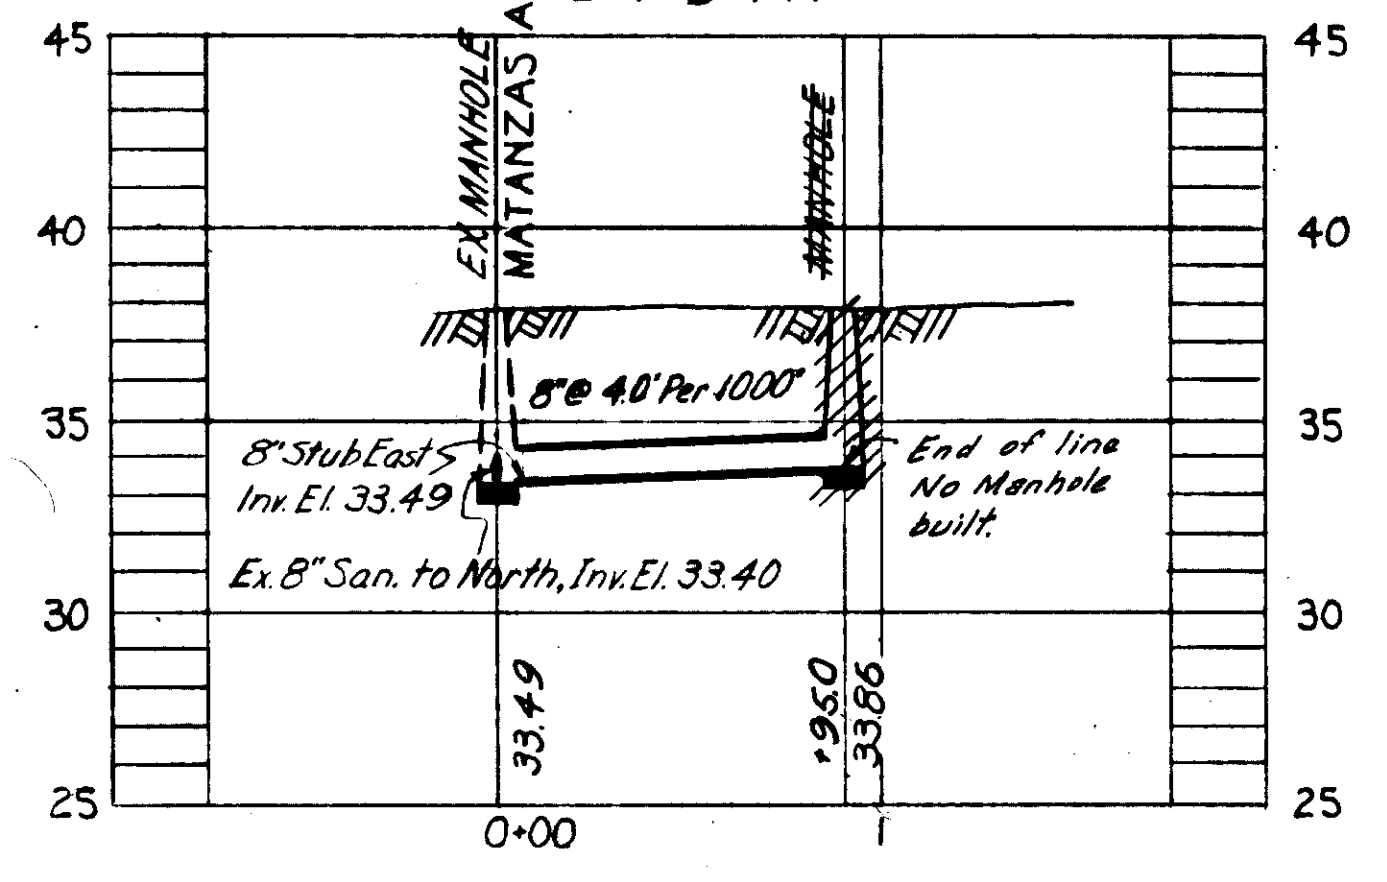 45
45
EX MANHOLE
MATANZAS A
MANHOLE
40
40
8"@ 4.0' Per 1000"
35
35
8" Stub East
Inv. El. 33.49
End of line
No Manhole
built.
Ex. 8" San. to North, Inv. El. 33.40
30
30
33.49
+95.0
33.86
25
25
0+00
1